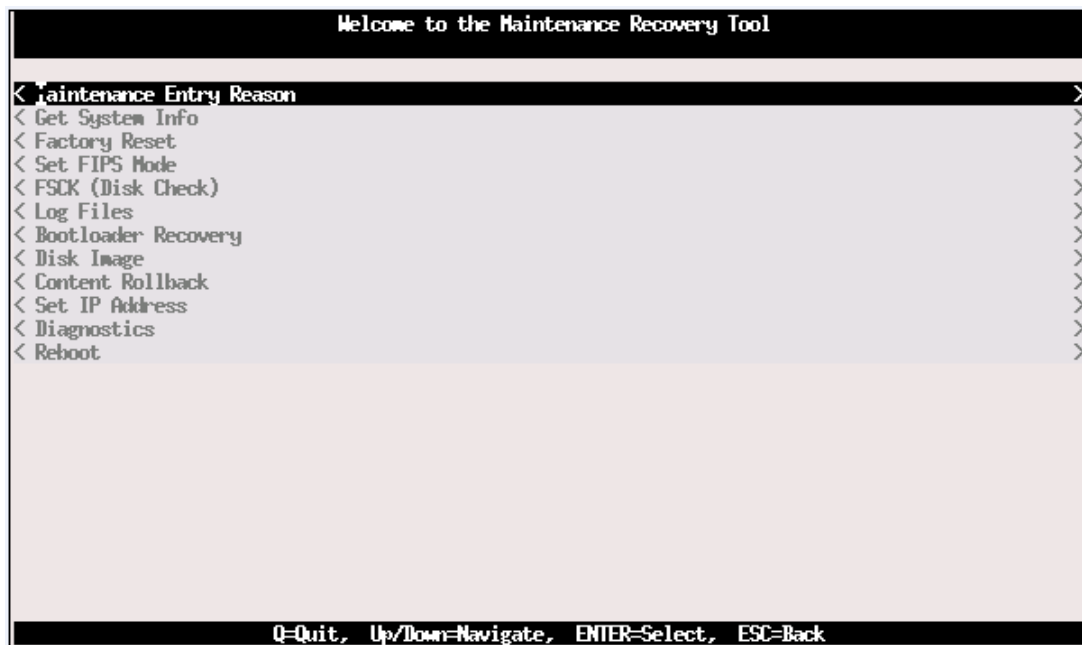 Welcome to the Maintenance Recovery Tool
< Maintenance Entry Reason >
< Get System Info >
< Factory Reset >
< Set FIPS Mode >
< FSCK (Disk Check) >
< Log Files >
< Bootloader Recovery >
< Disk Image >
< Content Rollback >
< Set IP Address >
< Diagnostics >
< Reboot >
Q=Quit, Up/Down=Navigate, ENTER=Select, ESC=Back